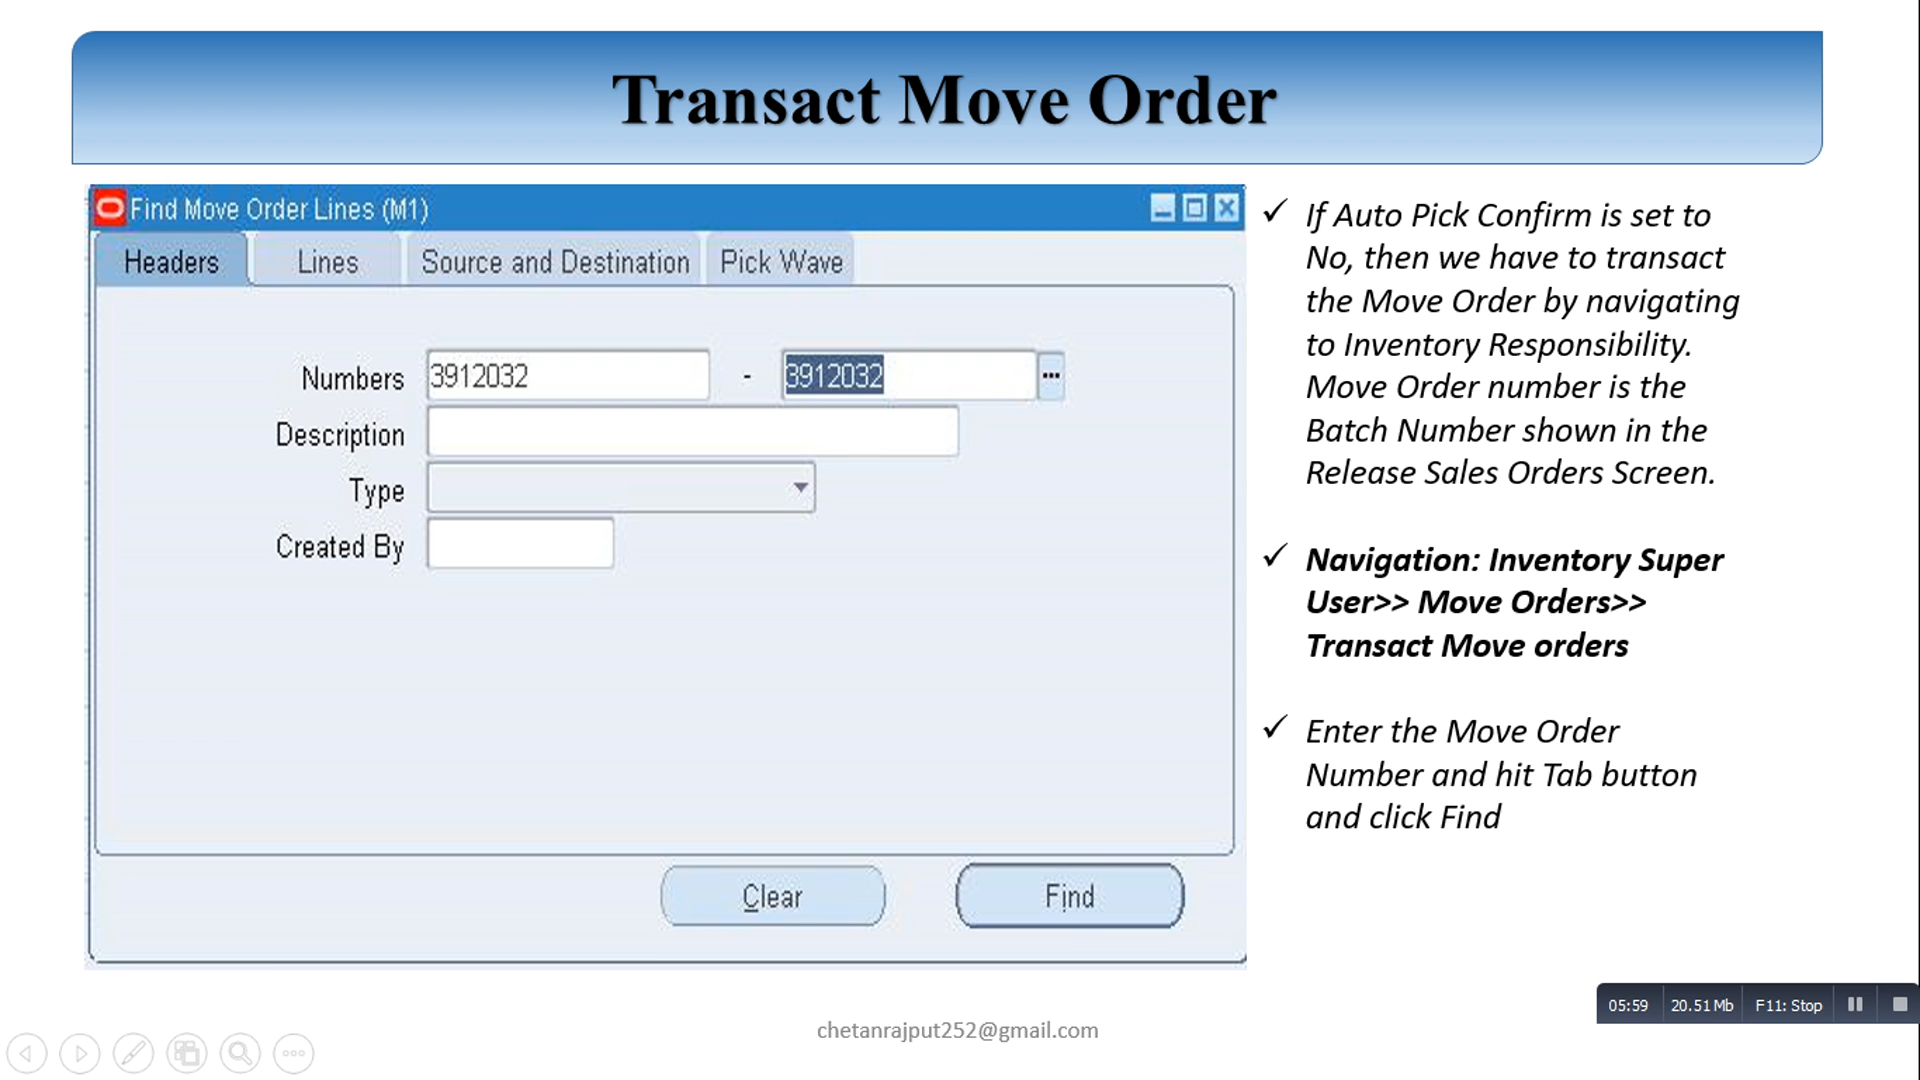 Transact Move Order
Find Move Order Lines (M1)
Headers Lines Source and Destination Pick Wave
Numbers 3912032 - 3912032 ...
Description
Type
Created By
Clear Find
✓ If Auto Pick Confirm is set to
No, then we have to transact
the Move Order by navigating
to Inventory Responsibility.
Move Order number is the
Batch Number shown in the
Release Sales Orders Screen.
✓ Navigation: Inventory Super
User>> Move Orders>>
Transact Move orders
✓ Enter the Move Order
Number and hit Tab button
and click Find
05:59 20.51 Mb F11: Stop
chetanrajput252@gmail.com